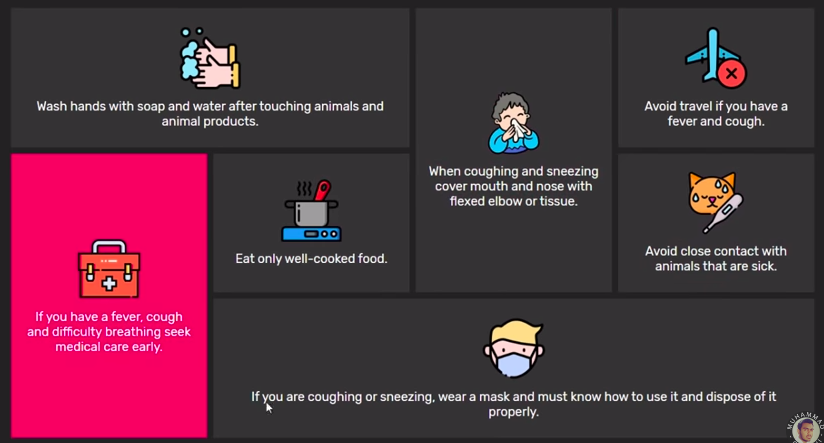 Wash hands with soap and water after touching animals and
animal products.
When coughing and sneezing
cover mouth and nose with
flexed elbow or tissue.
Avoid travel if you have a
fever and cough.
If you have a fever, cough
and difficulty breathing seek
medical care early.
Eat only well-cooked food.
Avoid close contact with
animals that are sick.
If you are coughing or sneezing, wear a mask and must know how to use it and dispose of it
properly.
MUHAMMAD